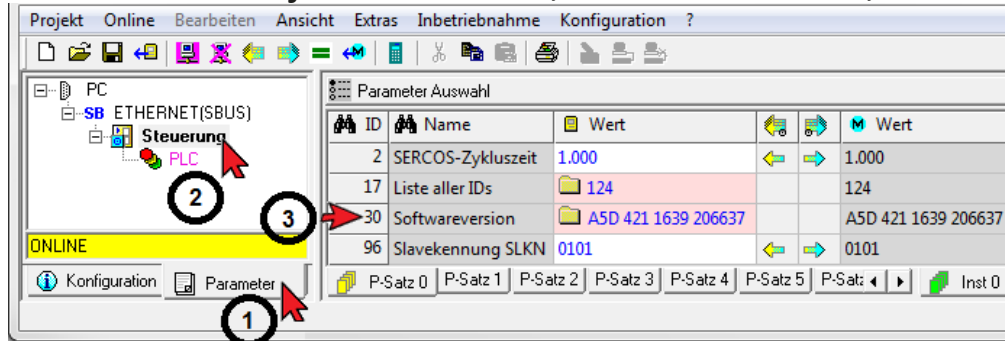 Projekt Online Bearbeiten Ansicht Extras Inbetriebnahme Konfiguration ?
PC
SB ETHERNET(SBUS)
Steuerung
PLC
2
ONLINE
Konfiguration Parameter
1
Parameter Auswahl
ID Name Wert Wert
2 SERCOS-Zykluszeit 1.000 1.000
17 Liste aller IDs 124 124
3
30 Softwareversion A5D 421 1639 206637 A5D 421 1639 206637
96 Slavekennung SLKN 0101 0101
P-Satz 0 P-Satz 1 P-Satz 2 P-Satz 3 P-Satz 4 P-Satz 5 Inst 0